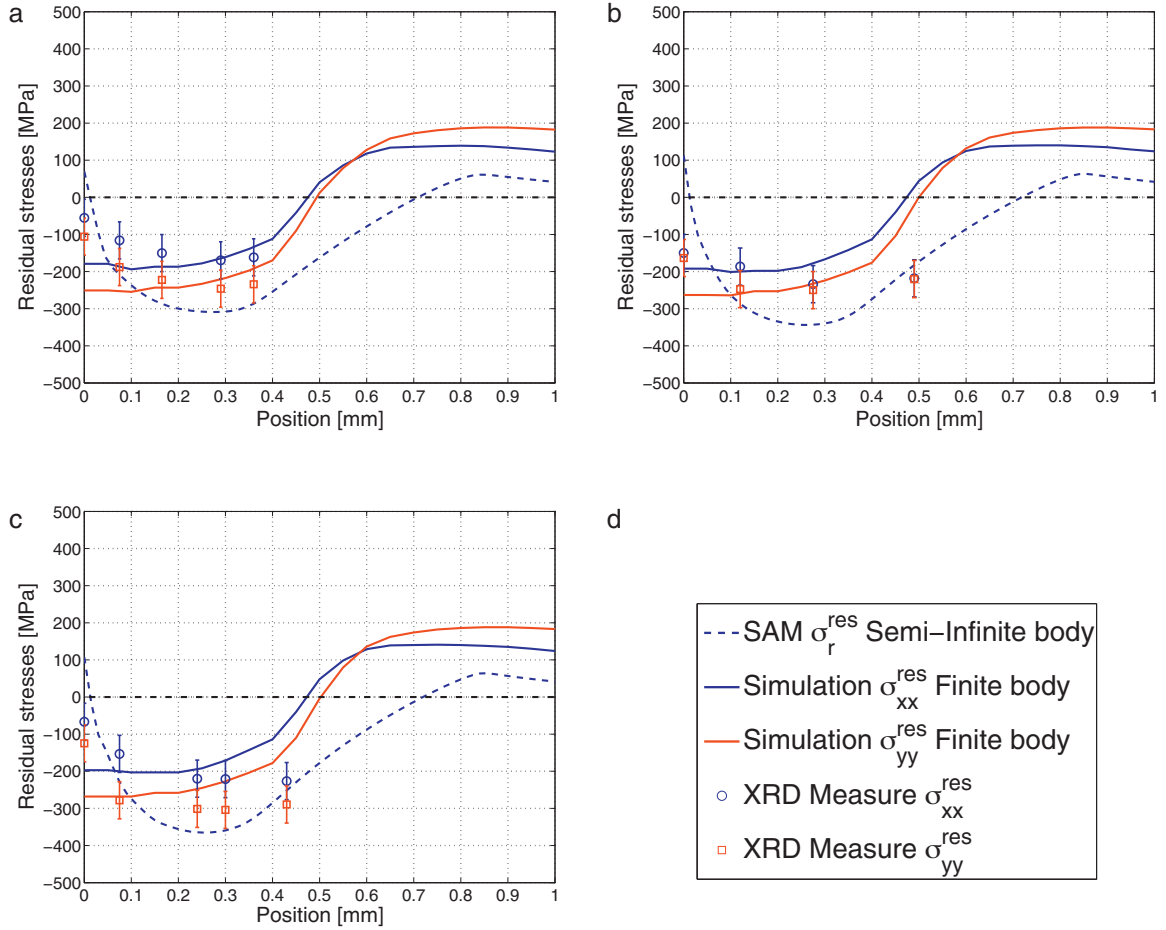 a
500
400
300
200
100
0
−100
−200
−300
−400
−500
Residual stresses [MPa]
0 0.1 0.2 0.3 0.4 0.5 0.6 0.7 0.8 0.9 1
Position [mm]
b
500
400
300
200
100
0
−100
−200
−300
−400
−500
Residual stresses [MPa]
0 0.1 0.2 0.3 0.4 0.5 0.6 0.7 0.8 0.9 1
Position [mm]
c
500
400
300
200
100
0
−100
−200
−300
−400
−500
Residual stresses [MPa]
0 0.1 0.2 0.3 0.4 0.5 0.6 0.7 0.8 0.9 1
Position [mm]
d
SAM σ_r^res Semi−Infinite body
Simulation σ_xx^res Finite body
Simulation σ_yy^res Finite body
XRD Measure σ_xx^res
XRD Measure σ_yy^res